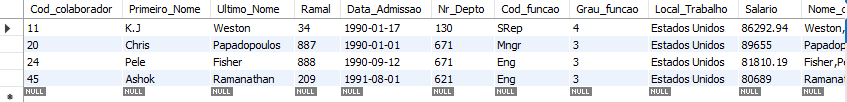 Cod_colaborador Primeiro_Nome Ultimo_Nome Ramal Data_Admissao Nr_Depto Cod_funcao Grau_funcao Local_Trabalho Salario Nome_c
11 K.J Weston 34 1990-01-17 130 SRep 4 Estados Unidos 86292.94 Weston,
20 Chris Papadopoulos 887 1990-01-01 671 Mngr 3 Estados Unidos 89655 Papadop
24 Pele Fisher 888 1990-09-12 671 Eng 3 Estados Unidos 81810.19 Fisher,Pe
45 Ashok Ramanathan 209 1991-08-01 621 Eng 3 Estados Unidos 80689 Ramanat
NULL NULL NULL NULL NULL NULL NULL NULL NULL NULL NULL